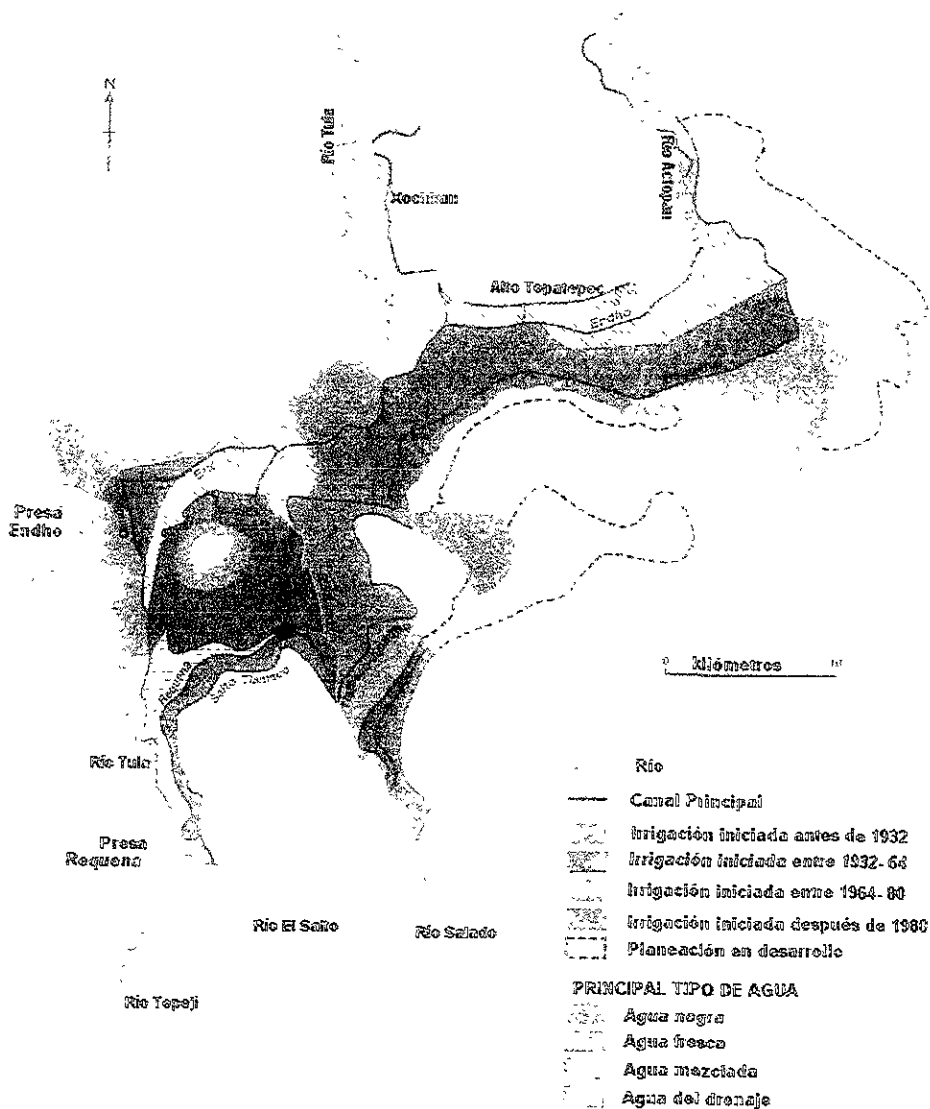 N
Río Tula
Xochitlan
Río Actopan
Alto Tepatepec
Endho
Presa
Endho
Requena
Río Tula
Presa
Requena
Río El Salto
Río Salado
Río Tepeji
0 kilómetros
Río
Canal Principal
Irrigación iniciada antes de 1932
Irrigación iniciada entre 1932-64
Irrigación iniciada entre 1964-80
Irrigación iniciada después de 1980
Planeación en desarrollo
PRINCIPAL TIPO DE AGUA
Agua negra
Agua fresca
Agua mezclada
Agua del drenaje